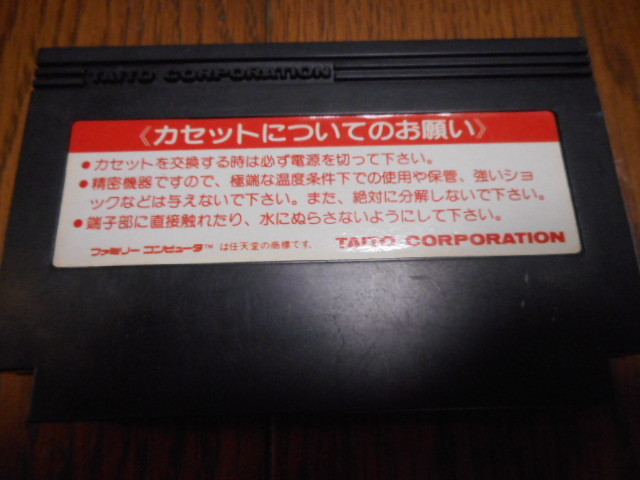 TAITO CORPORATION
《カセットについてのお願い》
●カセットを交換する時は必ず電源を切って下さい。
●精密機器ですので、極端な温度条件下での使用や保管、強いショ
ックなどは与えないで下さい。また、絶対に分解しないで下さい。
●端子部に直接触れたり、水にぬらさないようにして下さい。
ファミリーコンピュータ™ は任天堂の商標です。 TAITO CORPORATION